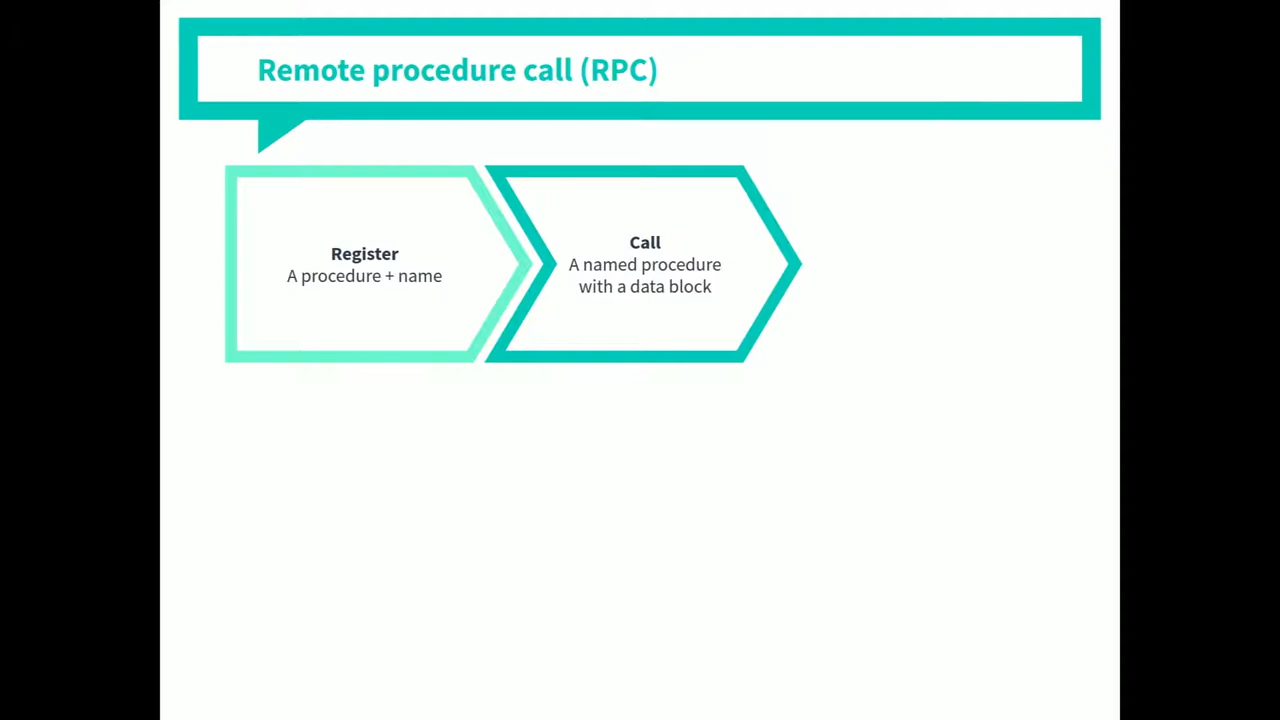 Remote procedure call (RPC)
Register
A procedure + name
Call
A named procedure
with a data block